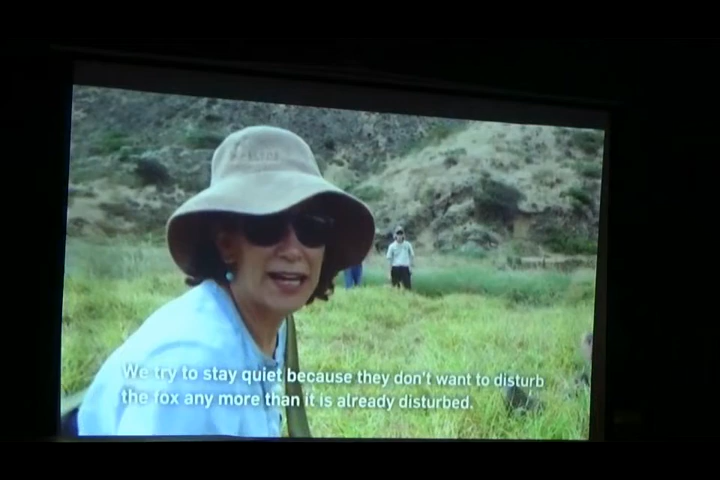 We try to stay quiet because they don't want to disturb
the fox any more than it is already disturbed.